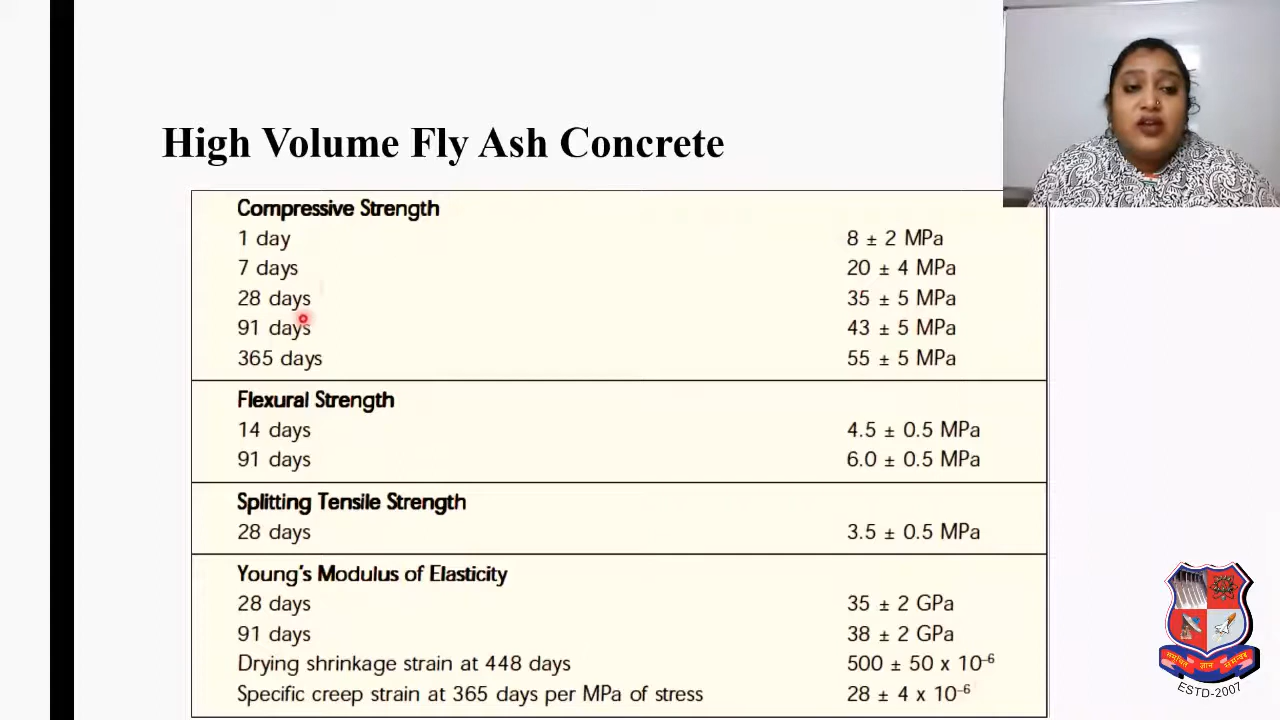 High Volume Fly Ash Concrete
Compressive Strength
1 day 8 ± 2 MPa
7 days 20 ± 4 MPa
28 days 35 ± 5 MPa
91 days 43 ± 5 MPa
365 days 55 ± 5 MPa
Flexural Strength
14 days 4.5 ± 0.5 MPa
91 days 6.0 ± 0.5 MPa
Splitting Tensile Strength
28 days 3.5 ± 0.5 MPa
Young's Modulus of Elasticity
28 days 35 ± 2 GPa
91 days 38 ± 2 GPa
Drying shrinkage strain at 448 days 500 ± 50 x 10⁻⁶
Specific creep strain at 365 days per MPa of stress 28 ± 4 x 10⁻⁶
ESTD-2007